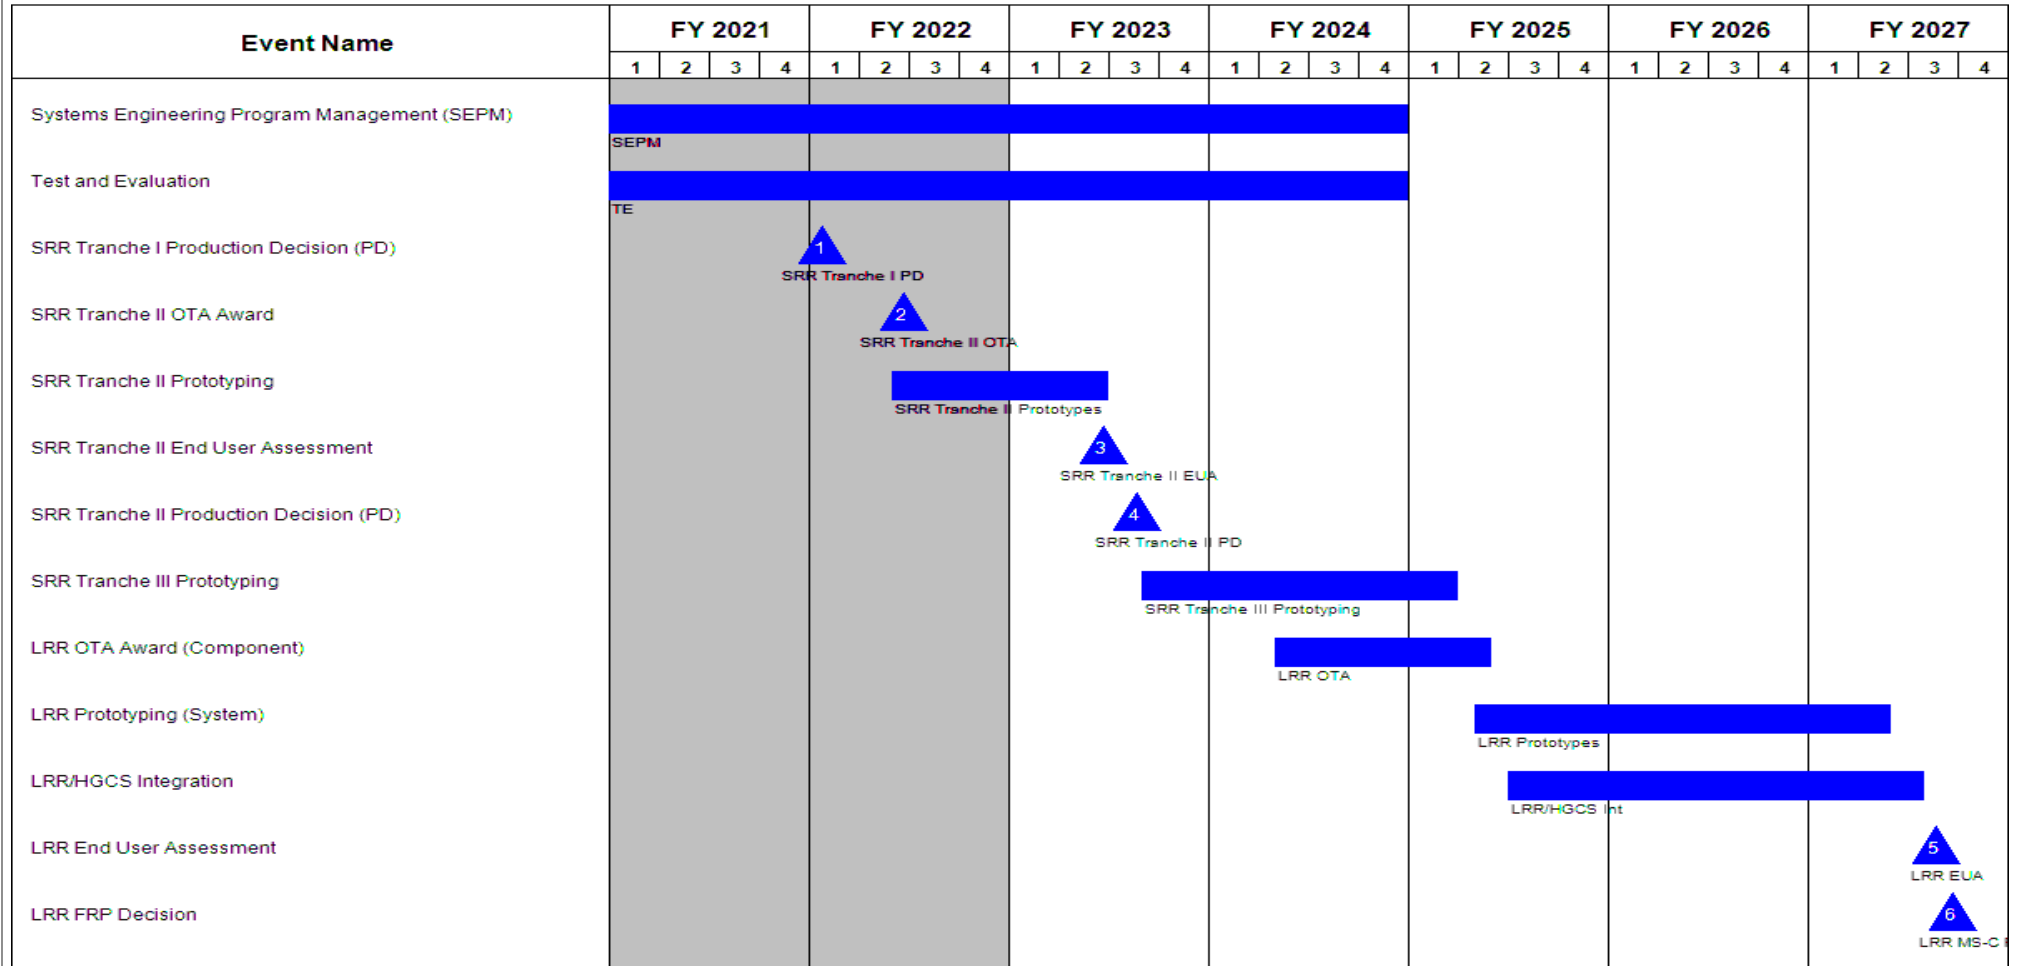 Event Name
FY 2021 FY 2022 FY 2023 FY 2024 FY 2025 FY 2026 FY 2027
1 2 3 4 1 2 3 4 1 2 3 4 1 2 3 4 1 2 3 4 1 2 3 4 1 2 3 4
Systems Engineering Program Management (SEPM)
SEPM
Test and Evaluation
TE
SRR Tranche I Production Decision (PD)
1
SRR Tranche I PD
SRR Tranche II OTA Award
2
SRR Tranche II OTA
SRR Tranche II Prototyping
SRR Tranche II Prototypes
SRR Tranche II End User Assessment
3
SRR Tranche II EUA
SRR Tranche II Production Decision (PD)
4
SRR Tranche II PD
SRR Tranche III Prototyping
SRR Tranche III Prototyping
LRR OTA Award (Component)
LRR OTA
LRR Prototyping (System)
LRR Prototypes
LRR/HGCS Integration
LRR/HGCS Int
LRR End User Assessment
5
LRR EUA
LRR FRP Decision
6
LRR MS-C